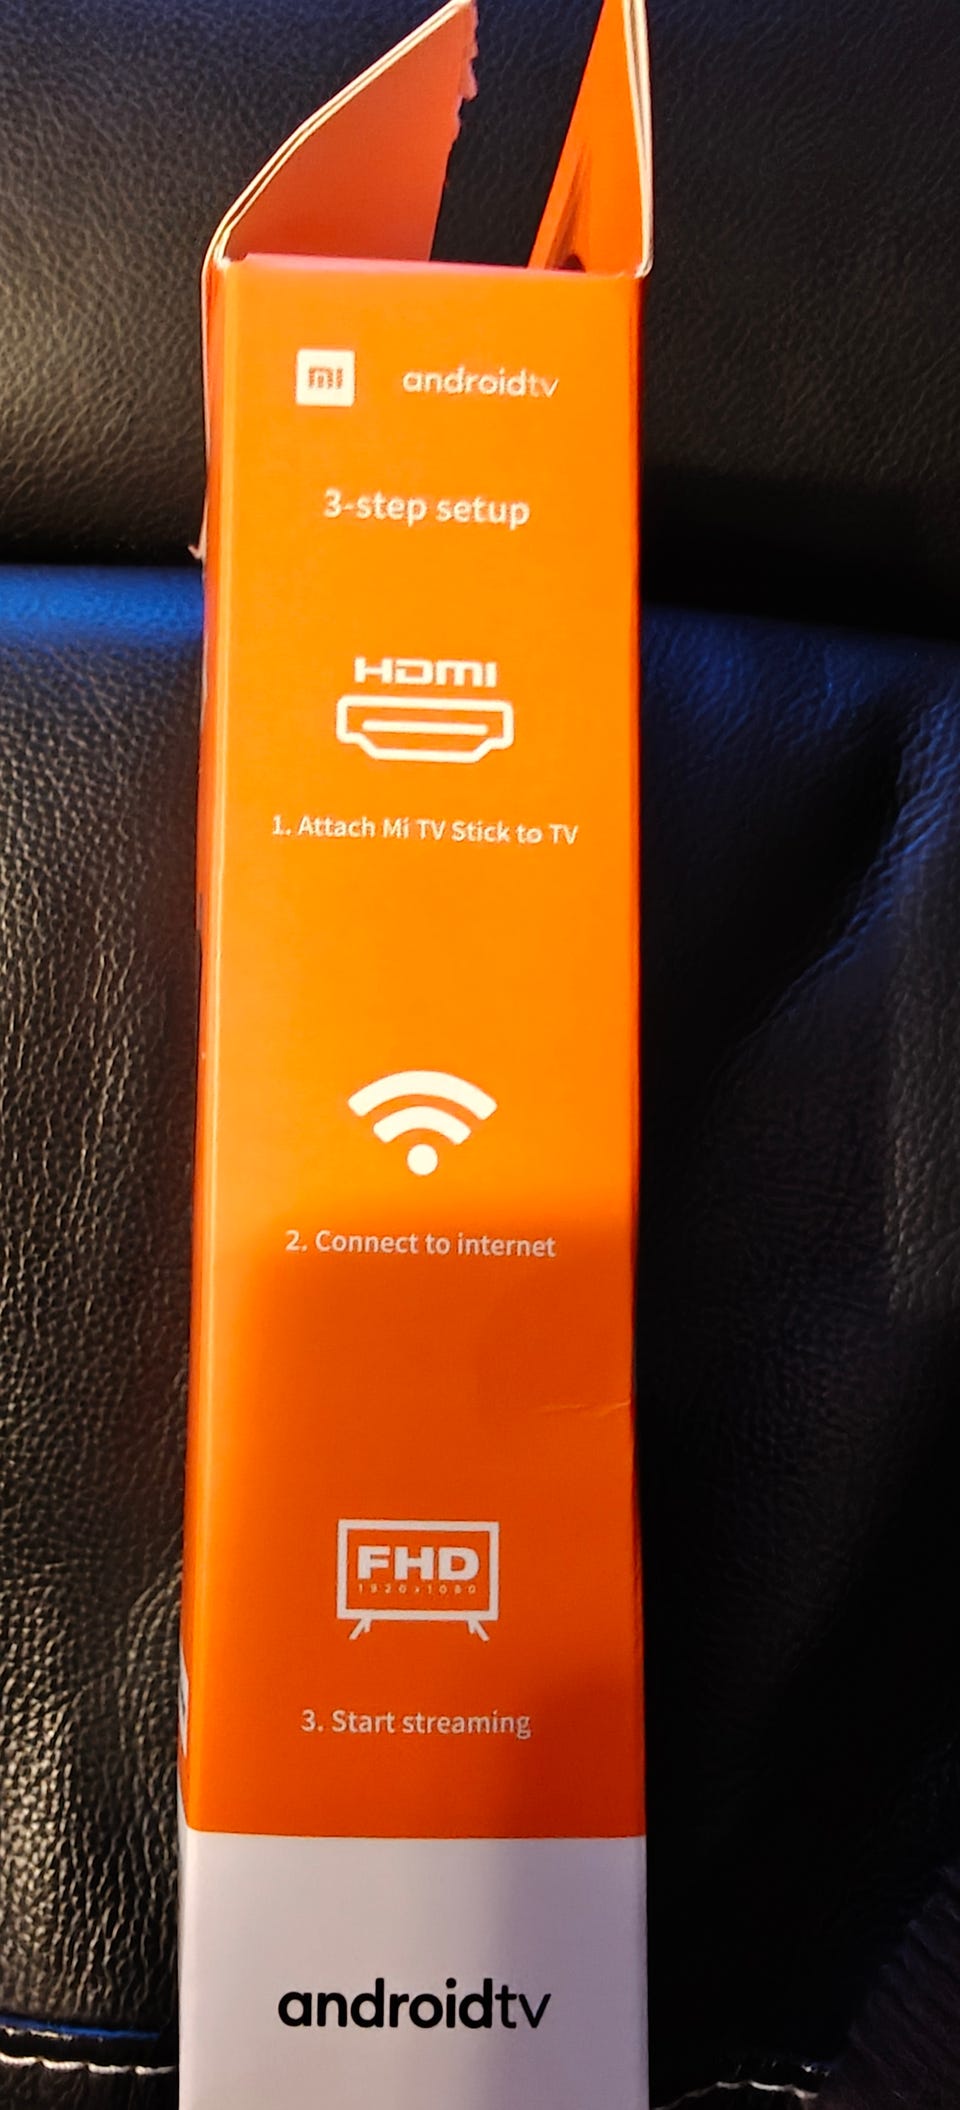 mi androidtv
3-step setup
HDMI
1. Attach Mi TV Stick to TV
2. Connect to internet
FHD
1920x1080
3. Start streaming
androidtv